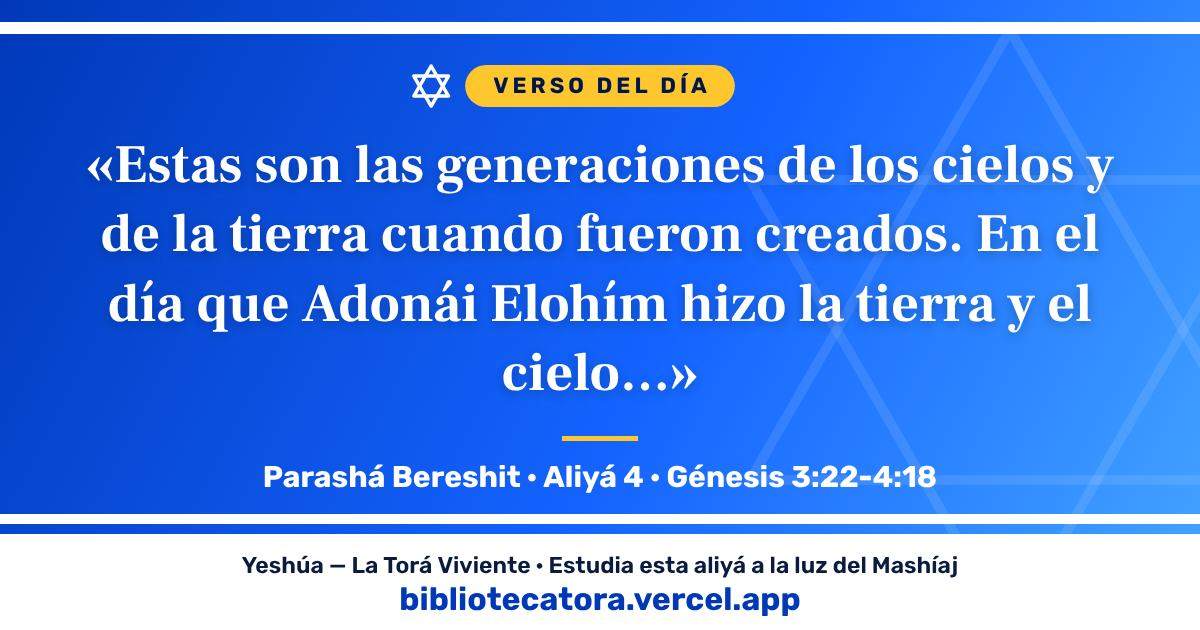 VERSO DEL DÍA
«Estas son las generaciones de los cielos y
de la tierra cuando fueron creados. En el
día que Adonái Elohím hizo la tierra y el
cielo...»
Parashá Bereshit • Aliyá 4 • Génesis 3:22-4:18
Yeshúa — La Torá Viviente • Estudia esta aliyá a la luz del Mashíaj
bibliotecatora.vercel.app